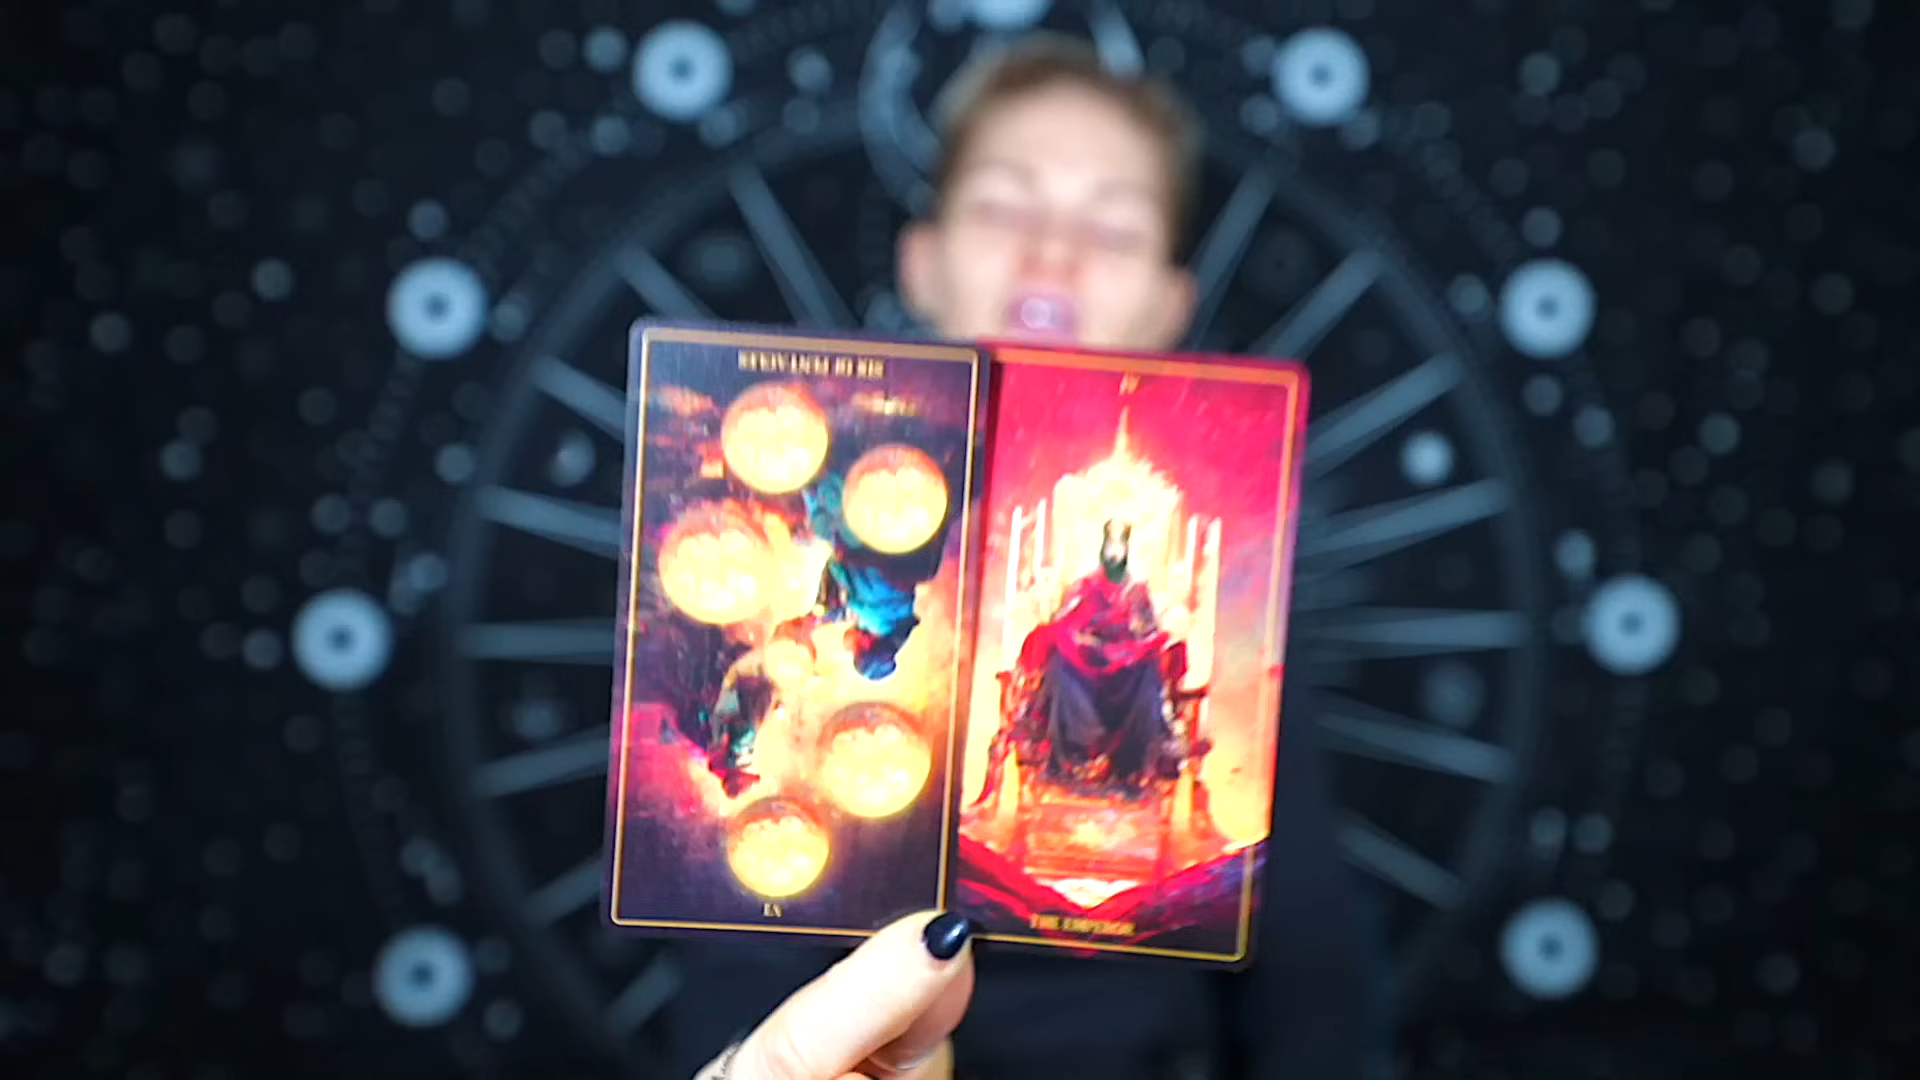 SIX OF PENTACLES
VI
IV
THE EMPEROR